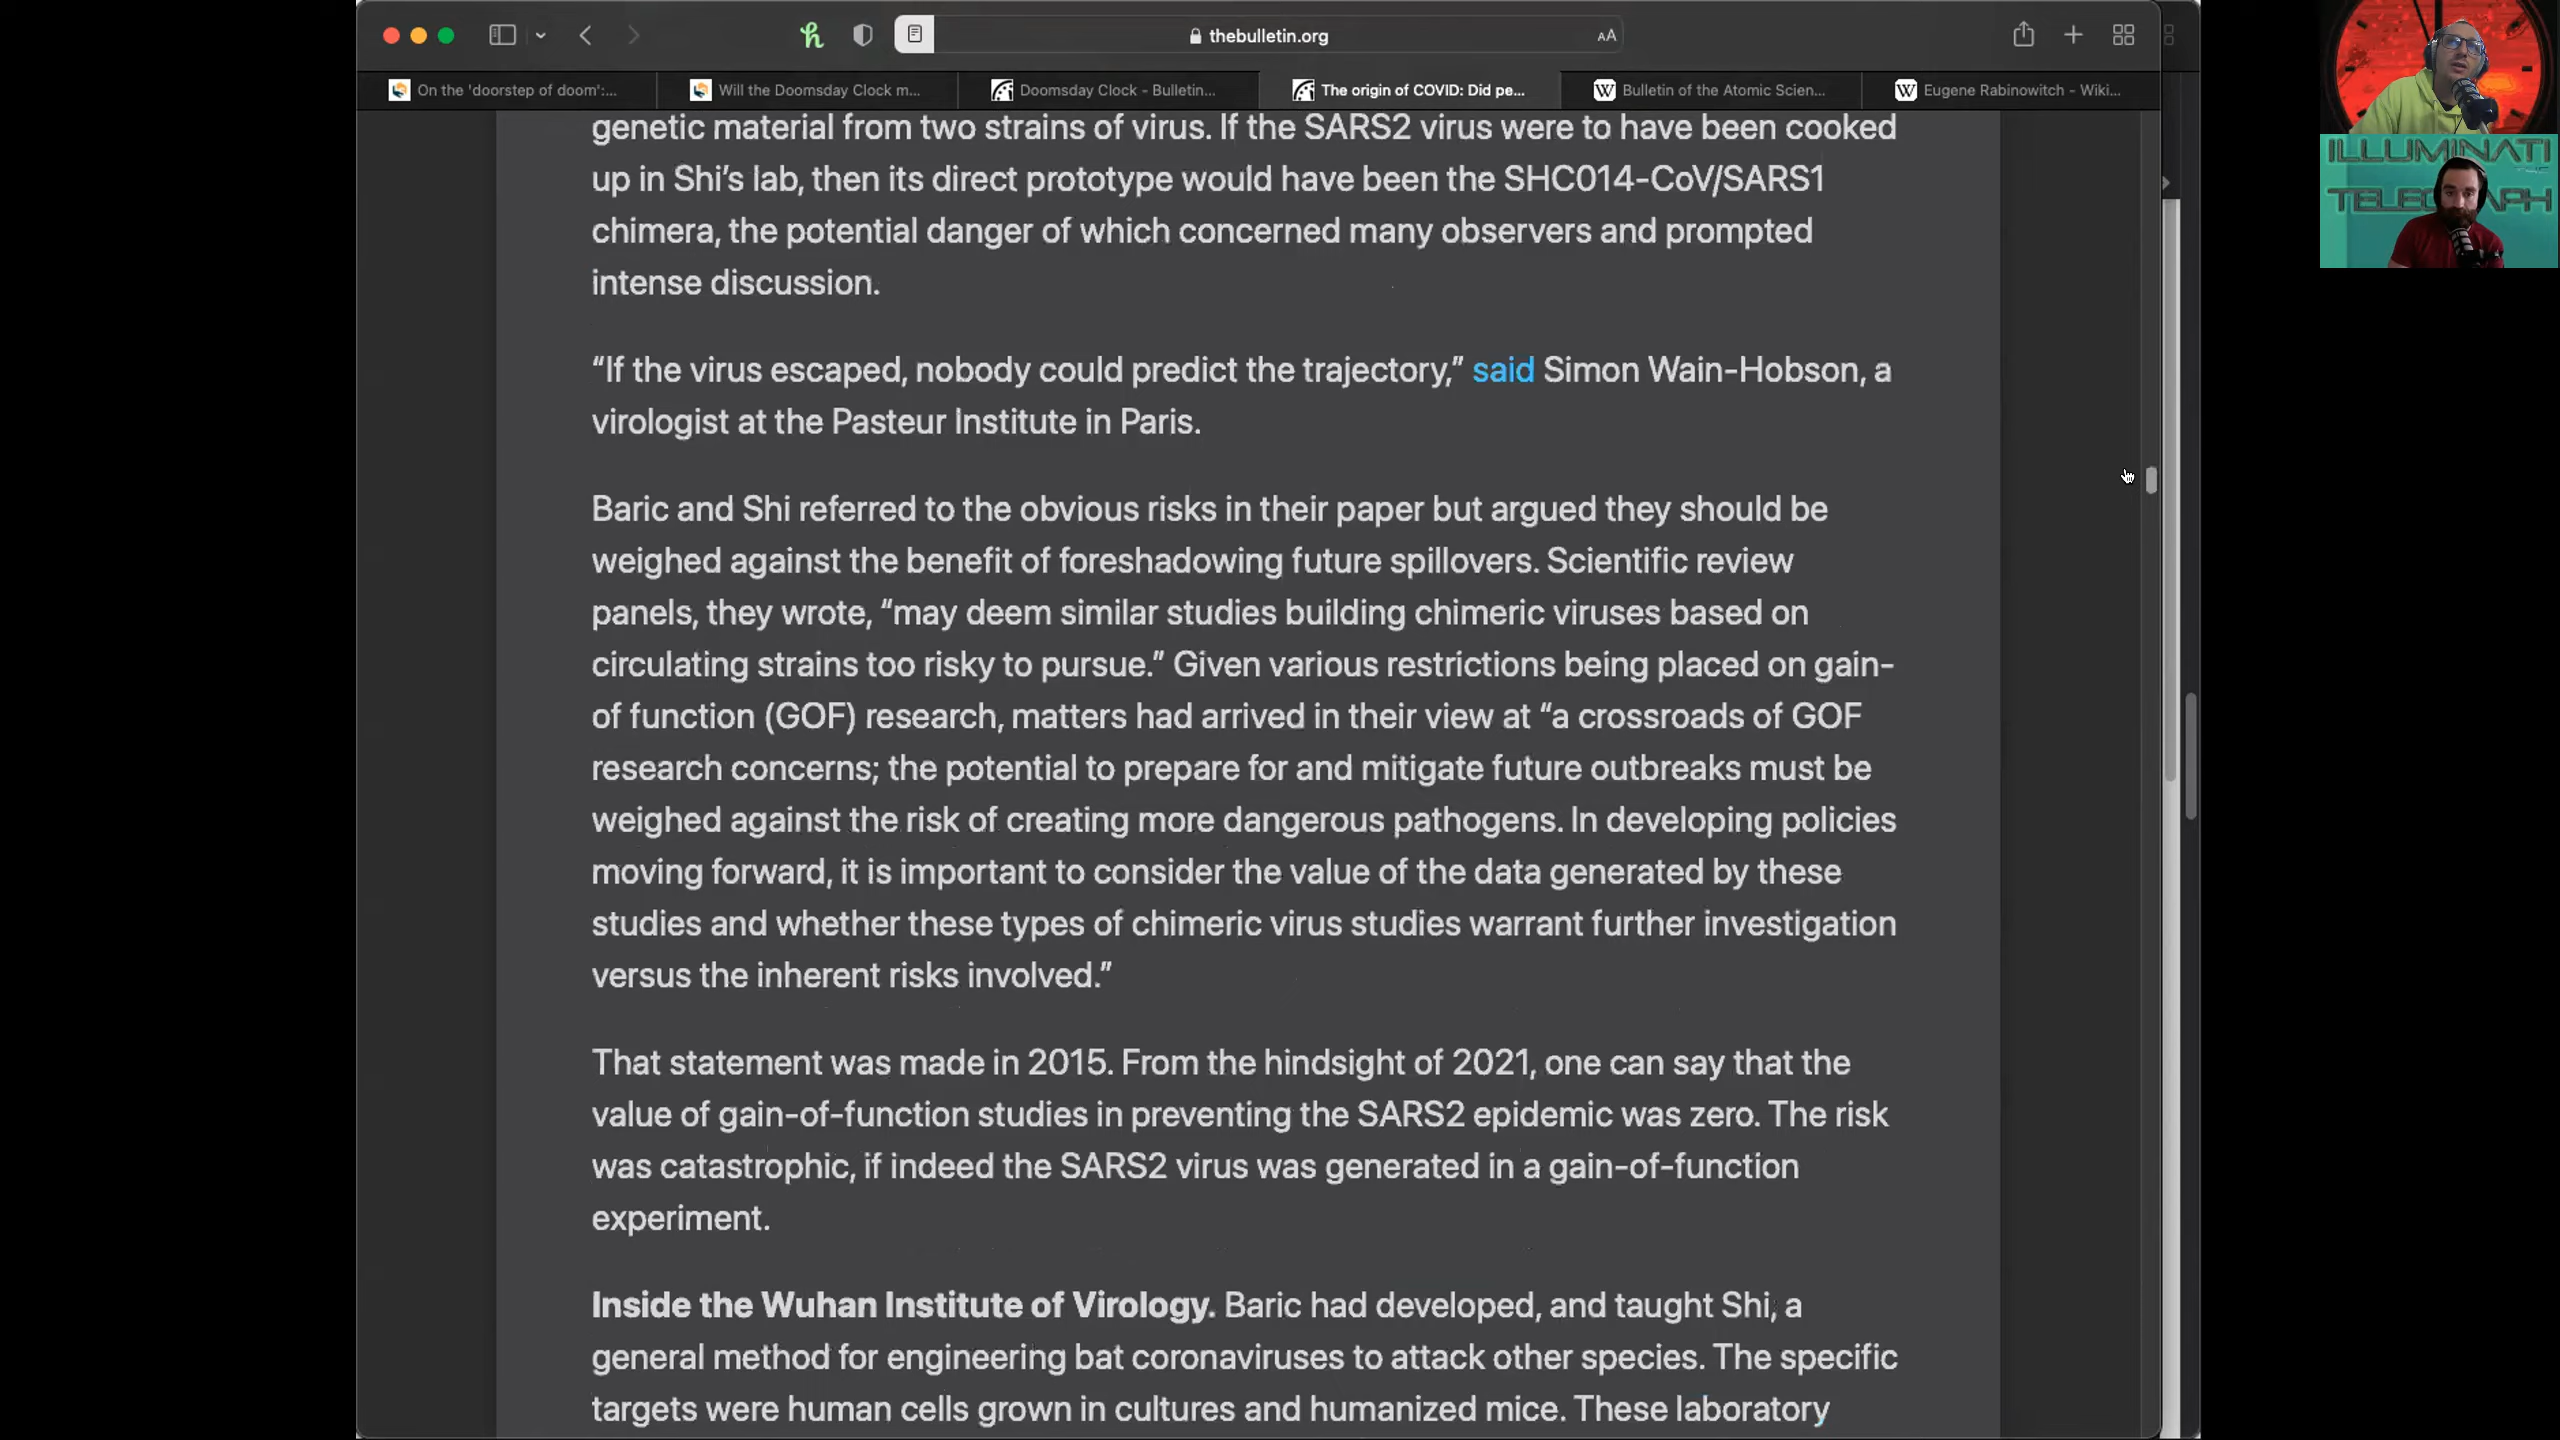 thebulletin.org
AA
On the 'doorstep of doom':...
Will the Doomsday Clock m...
Doomsday Clock - Bulletin...
The origin of COVID: Did pe...
Bulletin of the Atomic Scien...
Eugene Rabinowitch - Wiki...
genetic material from two strains of virus. If the SARS2 virus were to have been cooked
up in Shi’s lab, then its direct prototype would have been the SHC014-CoV/SARS1
chimera, the potential danger of which concerned many observers and prompted
intense discussion.
“If the virus escaped, nobody could predict the trajectory,” said Simon Wain-Hobson, a
virologist at the Pasteur Institute in Paris.
Baric and Shi referred to the obvious risks in their paper but argued they should be
weighed against the benefit of foreshadowing future spillovers. Scientific review
panels, they wrote, “may deem similar studies building chimeric viruses based on
circulating strains too risky to pursue.” Given various restrictions being placed on gain-
of function (GOF) research, matters had arrived in their view at “a crossroads of GOF
research concerns; the potential to prepare for and mitigate future outbreaks must be
weighed against the risk of creating more dangerous pathogens. In developing policies
moving forward, it is important to consider the value of the data generated by these
studies and whether these types of chimeric virus studies warrant further investigation
versus the inherent risks involved.”
That statement was made in 2015. From the hindsight of 2021, one can say that the
value of gain-of-function studies in preventing the SARS2 epidemic was zero. The risk
was catastrophic, if indeed the SARS2 virus was generated in a gain-of-function
experiment.
Inside the Wuhan Institute of Virology. Baric had developed, and taught Shi, a
general method for engineering bat coronaviruses to attack other species. The specific
targets were human cells grown in cultures and humanized mice. These laboratory
ILLUMINATI